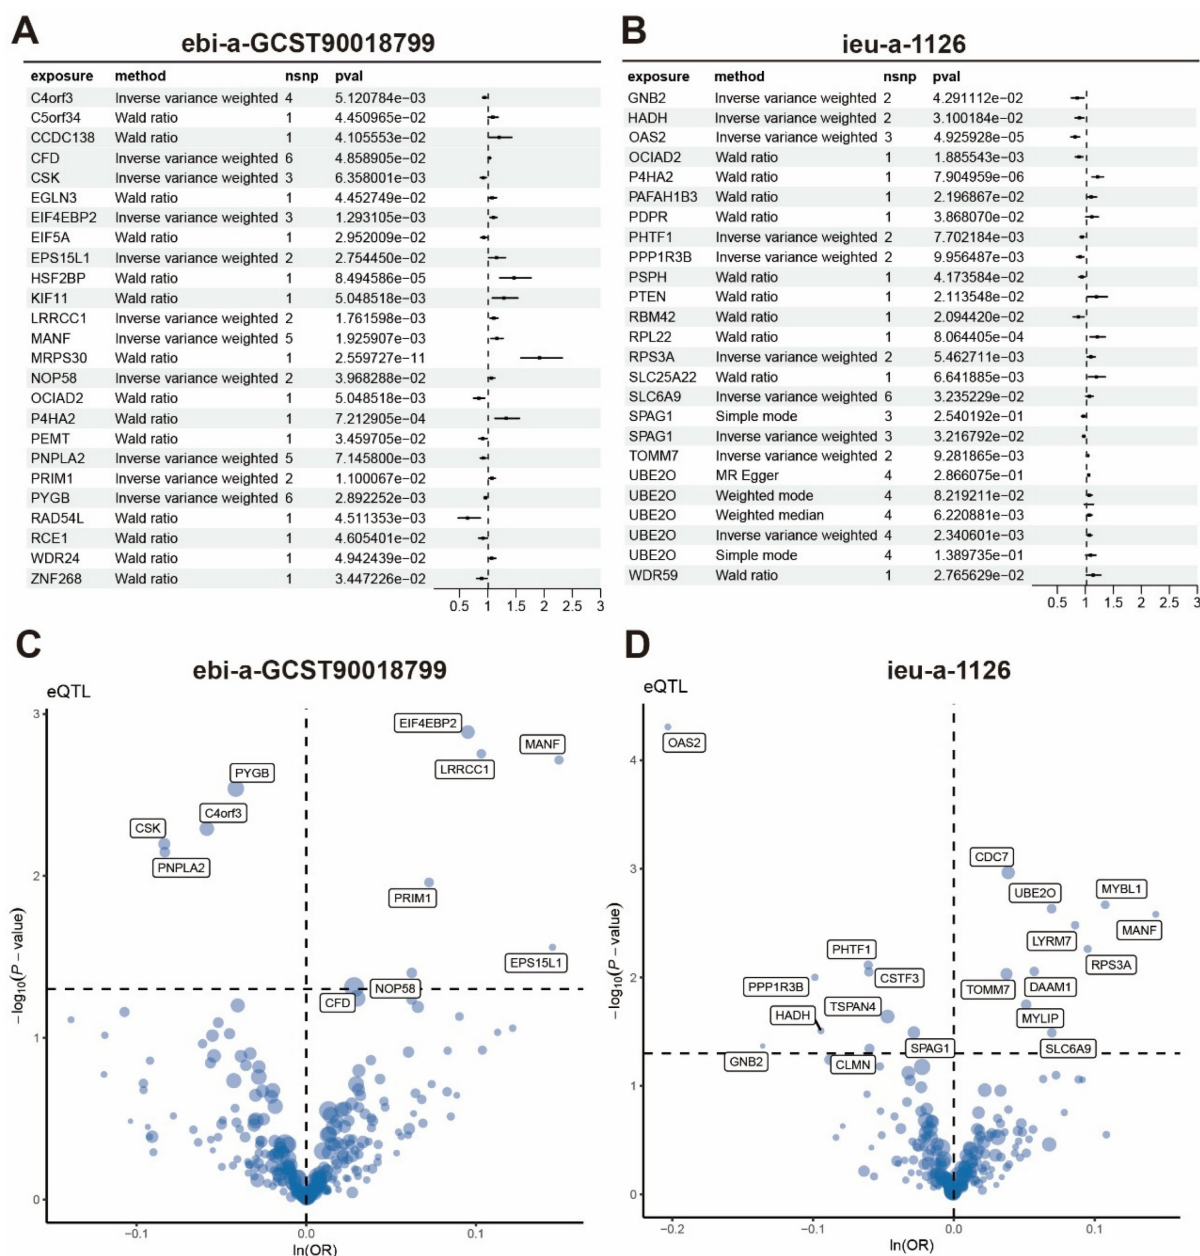 A
ebi-a-GCST90018799
exposure method nsnp pval
C4orf3 Inverse variance weighted 4 5.120784e−03
C5orf34 Wald ratio 1 4.450965e−02
CCDC138 Wald ratio 1 4.105553e−02
CFD Inverse variance weighted 6 4.858905e−02
CSK Inverse variance weighted 3 6.358001e−03
EGLN3 Wald ratio 1 4.452749e−02
EIF4EBP2 Inverse variance weighted 3 1.293105e−03
EIF5A Wald ratio 1 2.952009e−02
EPS15L1 Inverse variance weighted 2 2.754450e−02
HSF2BP Wald ratio 1 8.494586e−05
KIF11 Wald ratio 1 5.048518e−03
LRRCC1 Inverse variance weighted 2 1.761598e−03
MANF Inverse variance weighted 5 1.925907e−03
MRPS30 Wald ratio 1 2.559727e−11
NOP58 Inverse variance weighted 2 3.968288e−02
OCIAD2 Wald ratio 1 5.048518e−03
P4HA2 Wald ratio 1 7.212905e−04
PEMT Wald ratio 1 3.459705e−02
PNPLA2 Inverse variance weighted 5 7.145800e−03
PRIM1 Inverse variance weighted 2 1.100067e−02
PYGB Inverse variance weighted 6 2.892252e−03
RAD54L Wald ratio 1 4.511353e−03
RCE1 Wald ratio 1 4.605401e−02
WDR24 Wald ratio 1 4.942439e−02
ZNF268 Wald ratio 1 3.447226e−02
0.5 1 1.5 2 2.5 3
B
ieu-a-1126
exposure method nsnp pval
GNB2 Inverse variance weighted 2 4.291112e−02
HADH Inverse variance weighted 2 3.100184e−02
OAS2 Inverse variance weighted 3 4.925928e−05
OCIAD2 Wald ratio 1 1.885543e−03
P4HA2 Wald ratio 1 7.904959e−06
PAFAH1B3 Wald ratio 1 2.196867e−02
PDPR Wald ratio 1 3.868070e−02
PHTF1 Inverse variance weighted 2 7.702184e−03
PPP1R3B Inverse variance weighted 2 9.956487e−03
PSPH Wald ratio 1 4.173584e−02
PTEN Wald ratio 1 2.113548e−02
RBM42 Wald ratio 1 2.094420e−02
RPL22 Wald ratio 1 8.064405e−04
RPS3A Inverse variance weighted 2 5.462711e−03
SLC25A22 Wald ratio 1 6.641885e−03
SLC6A9 Inverse variance weighted 6 3.235229e−02
SPAG1 Simple mode 3 2.540192e−01
SPAG1 Inverse variance weighted 3 3.216792e−02
TOMM7 Inverse variance weighted 2 9.281865e−03
UBE2O MR Egger 4 2.866075e−01
UBE2O Weighted mode 4 8.219211e−02
UBE2O Weighted median 4 6.220881e−03
UBE2O Inverse variance weighted 4 2.340601e−03
UBE2O Simple mode 4 1.389735e−01
WDR59 Wald ratio 1 2.765629e−02
0.5 1 1.5 2 2.5 3
C
ebi-a-GCST90018799
eQTL
3
2
1
0
−log10(P − value)
EIF4EBP2
MANF
LRRCC1
PYGB
C4orf3
CSK
PNPLA2
PRIM1
EPS15L1
NOP58
CFD
−0.1 0.0 0.1
ln(OR)
D
ieu-a-1126
eQTL
4
3
2
1
0
−log10(P − value)
OAS2
CDC7
UBE2O
MYBL1
MANF
LYRM7
PHTF1
RPS3A
CSTF3
PPP1R3B
TOMM7
DAAM1
TSPAN4
HADH
MYLIP
SPAG1
SLC6A9
GNB2
CLMN
−0.2 −0.1 0.0 0.1
ln(OR)